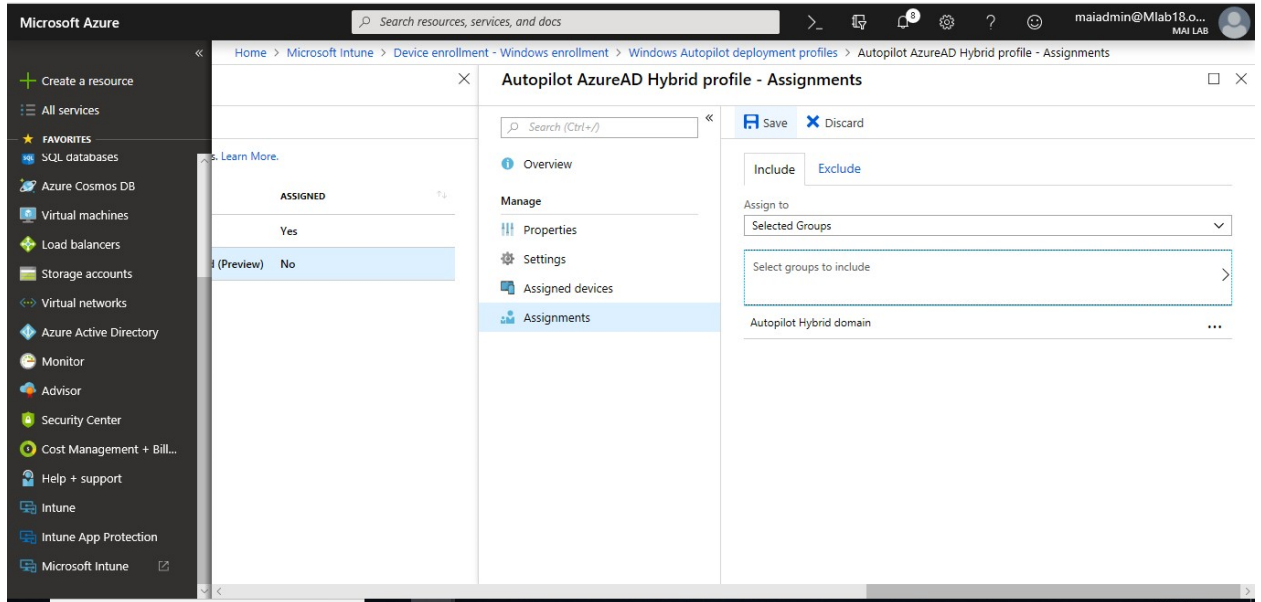 Microsoft Azure
Search resources, services, and docs
8
maiadmin@Mlab18.o...
MAI LAB
Home > Microsoft Intune > Device enrollment - Windows enrollment > Windows Autopilot deployment profiles > Autopilot AzureAD Hybrid profile - Assignments
Create a resource
All services
FAVORITES
SQL databases
Azure Cosmos DB
Virtual machines
Load balancers
Storage accounts
Virtual networks
Azure Active Directory
Monitor
Advisor
Security Center
Cost Management + Bill...
Help + support
Intune
Intune App Protection
Microsoft Intune
s. Learn More.
ASSIGNED
Yes
(Preview) No
Autopilot AzureAD Hybrid profile - Assignments
Search (Ctrl+/)
Overview
Manage
Properties
Settings
Assigned devices
Assignments
Save
Discard
Include
Exclude
Assign to
Selected Groups
Select groups to include
Autopilot Hybrid domain